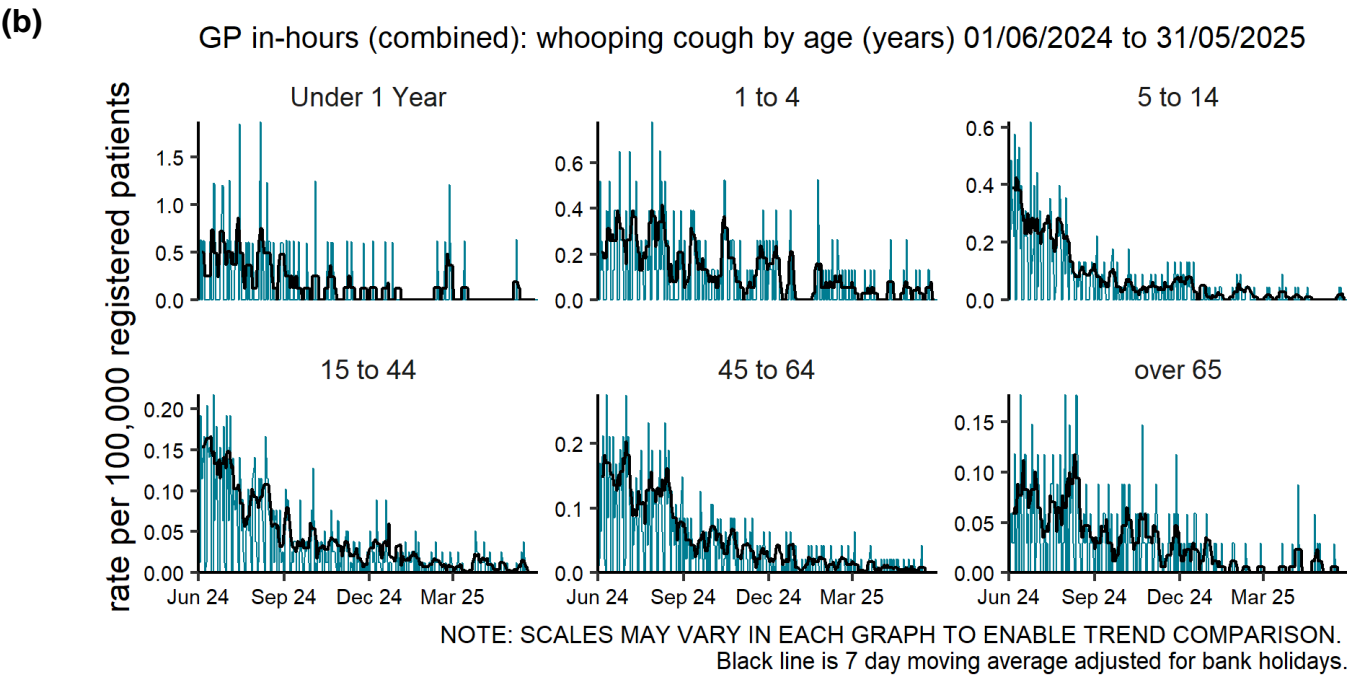 (b)
GP in-hours (combined): whooping cough by age (years) 01/06/2024 to 31/05/2025
rate per 100,000 registered patients
Under 1 Year
1.5
1.0
0.5
0.0
1 to 4
0.6
0.4
0.2
0.0
5 to 14
0.6
0.4
0.2
0.0
15 to 44
0.20
0.15
0.10
0.05
0.00
Jun 24 Sep 24 Dec 24 Mar 25
45 to 64
0.2
0.1
0.0
Jun 24 Sep 24 Dec 24 Mar 25
over 65
0.15
0.10
0.05
0.00
Jun 24 Sep 24 Dec 24 Mar 25
NOTE: SCALES MAY VARY IN EACH GRAPH TO ENABLE TREND COMPARISON.
Black line is 7 day moving average adjusted for bank holidays.